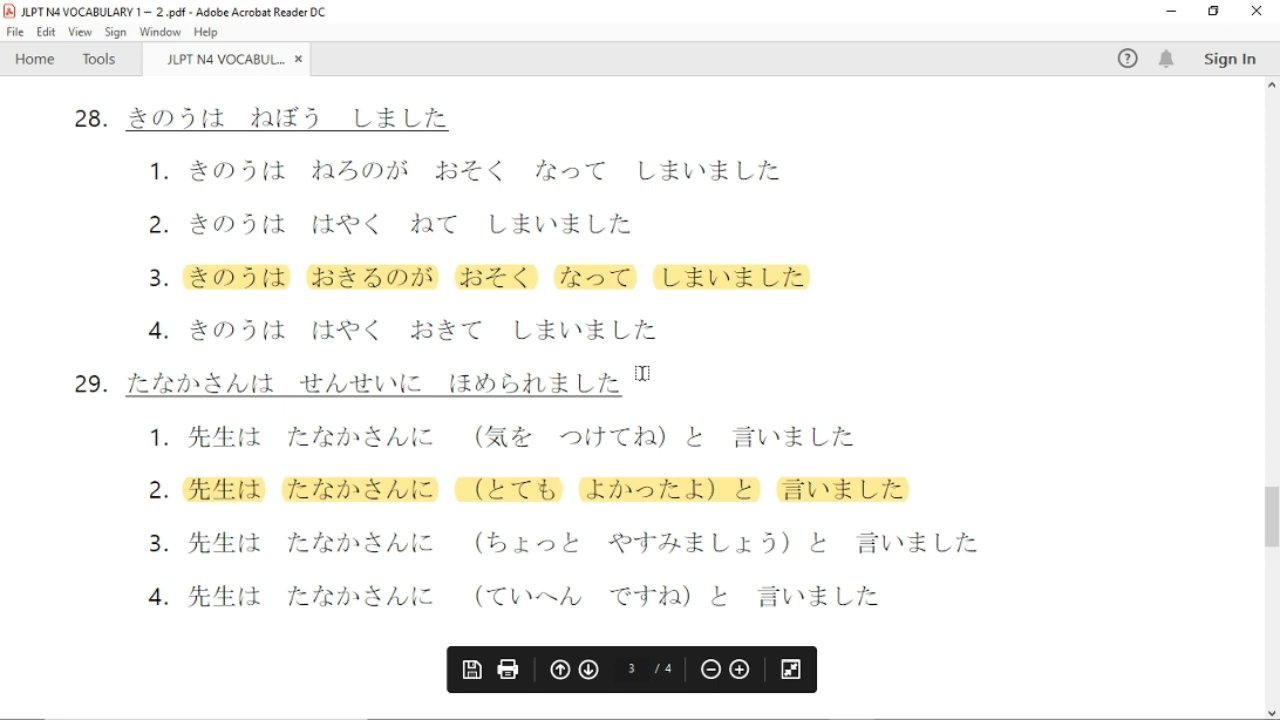 JLPT N4 VOCABULARY 1 – 2 .pdf - Adobe Acrobat Reader DC
File Edit View Sign Window Help
Home Tools JLPT N4 VOCABUL... × Sign In
28. きのうは ねぼう しました
1. きのうは ねろのが おそく なって しまいました
2. きのうは はやく ねて しまいました
3. きのうは おきるのが おそく なって しまいました
4. きのうは はやく おきて しまいました
29. たなかさんは せんせいに ほめられました
1. 先生は たなかさんに （気を つけてね）と 言いました
2. 先生は たなかさんに （とても よかったよ）と 言いました
3. 先生は たなかさんに （ちょっと やすみましょう）と 言いました
4. 先生は たなかさんに （ていへん ですね）と 言いました
3 / 4